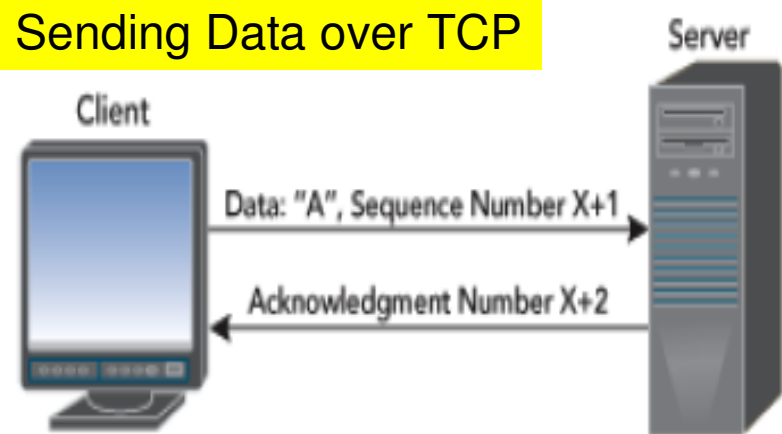 Sending Data over TCP
Server
Client
Data: "A", Sequence Number X+1
Acknowledgment Number X+2